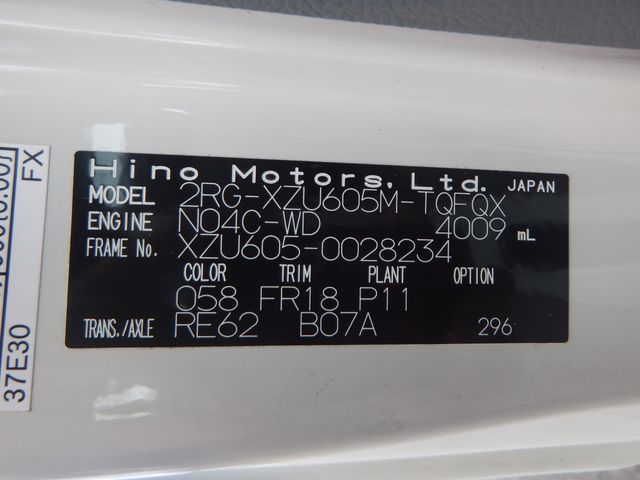 Hino Motors, Ltd. JAPAN
MODEL 2RG-XZU605M-TQFQX
ENGINE N04C-WD 4009 mL
FRAME No. XZU605-0028234
COLOR TRIM PLANT OPTION
058 FR18 P11
TRANS./AXLE RE62 B07A 296
FX
37E30